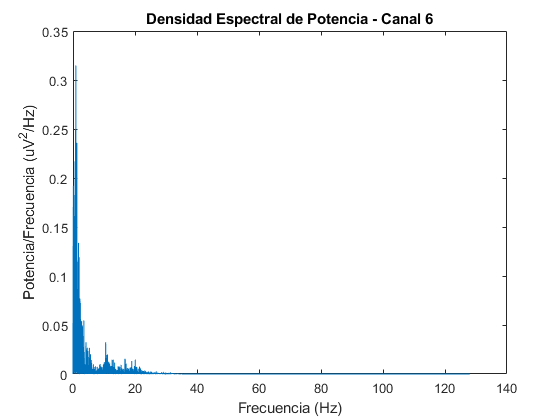 Densidad Espectral de Potencia - Canal 6
0.35
0.3
0.25
0.2
0.15
0.1
0.05
0
Potencia/Frecuencia (uV²/Hz)
0 20 40 60 80 100 120 140
Frecuencia (Hz)